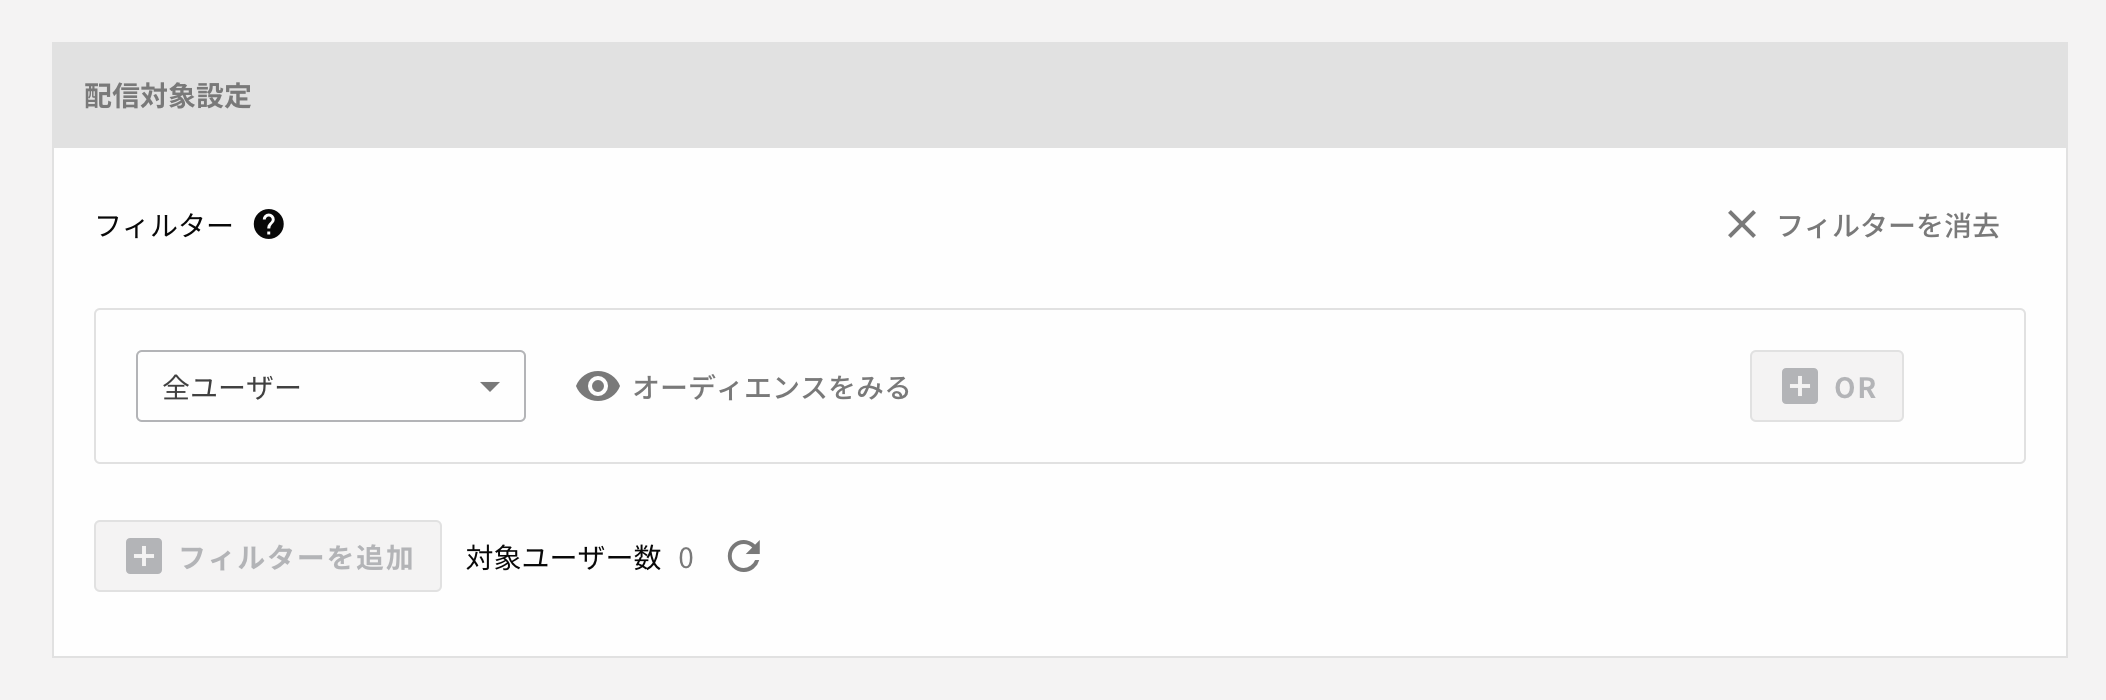 配信対象設定
フィルター ?
フィルターを消去
全ユーザー
オーディエンスをみる
OR
フィルターを追加
対象ユーザー数 0